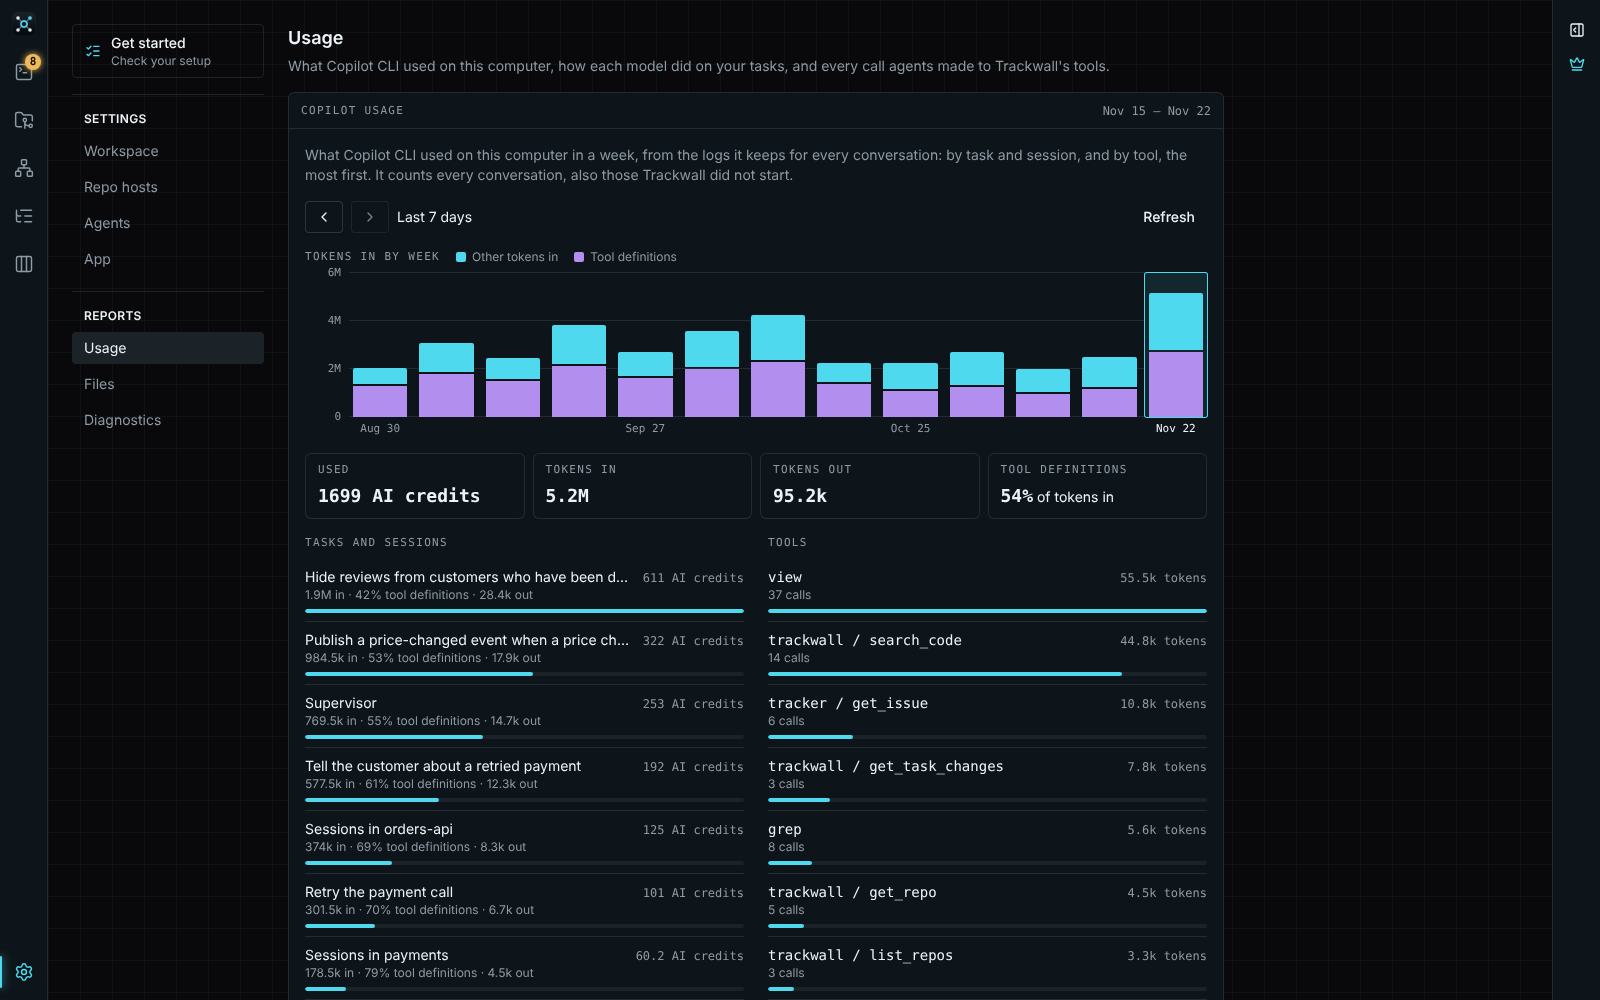 8
Get started
Check your setup
SETTINGS
Workspace
Repo hosts
Agents
App
REPORTS
Usage
Files
Diagnostics
Usage
What Copilot CLI used on this computer, how each model did on your tasks, and every call agents made to Trackwall's tools.
COPILOT USAGE
Nov 15 — Nov 22
What Copilot CLI used on this computer in a week, from the logs it keeps for every conversation: by task and session, and by tool, the
most first. It counts every conversation, also those Trackwall did not start.
Last 7 days
Refresh
TOKENS IN BY WEEK
Other tokens in
Tool definitions
6M
4M
2M
0
Aug 30
Sep 27
Oct 25
Nov 22
USED
1699 AI credits
TOKENS IN
5.2M
TOKENS OUT
95.2k
TOOL DEFINITIONS
54% of tokens in
TASKS AND SESSIONS
Hide reviews from customers who have been d...
611 AI credits
1.9M in · 42% tool definitions · 28.4k out
Publish a price-changed event when a price ch...
322 AI credits
984.5k in · 53% tool definitions · 17.9k out
Supervisor
253 AI credits
769.5k in · 55% tool definitions · 14.7k out
Tell the customer about a retried payment
192 AI credits
577.5k in · 61% tool definitions · 12.3k out
Sessions in orders-api
125 AI credits
374k in · 69% tool definitions · 8.3k out
Retry the payment call
101 AI credits
301.5k in · 70% tool definitions · 6.7k out
Sessions in payments
60.2 AI credits
178.5k in · 79% tool definitions · 4.5k out
TOOLS
view
55.5k tokens
37 calls
trackwall / search_code
44.8k tokens
14 calls
tracker / get_issue
10.8k tokens
6 calls
trackwall / get_task_changes
7.8k tokens
3 calls
grep
5.6k tokens
8 calls
trackwall / get_repo
4.5k tokens
5 calls
trackwall / list_repos
3.3k tokens
3 calls